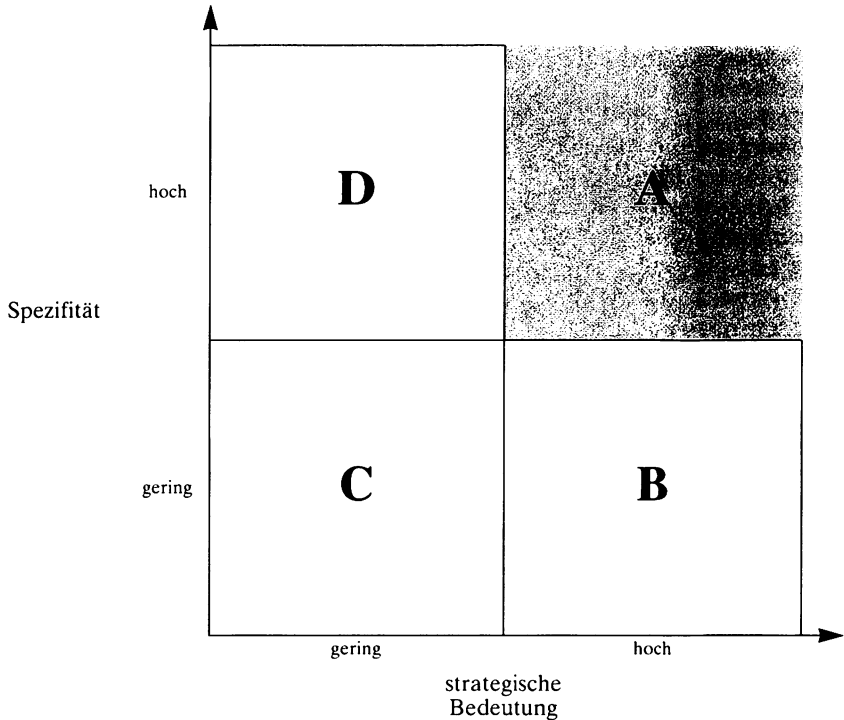 hoch
D
A
Spezifität
gering
C
B
gering
hoch
strategische
Bedeutung